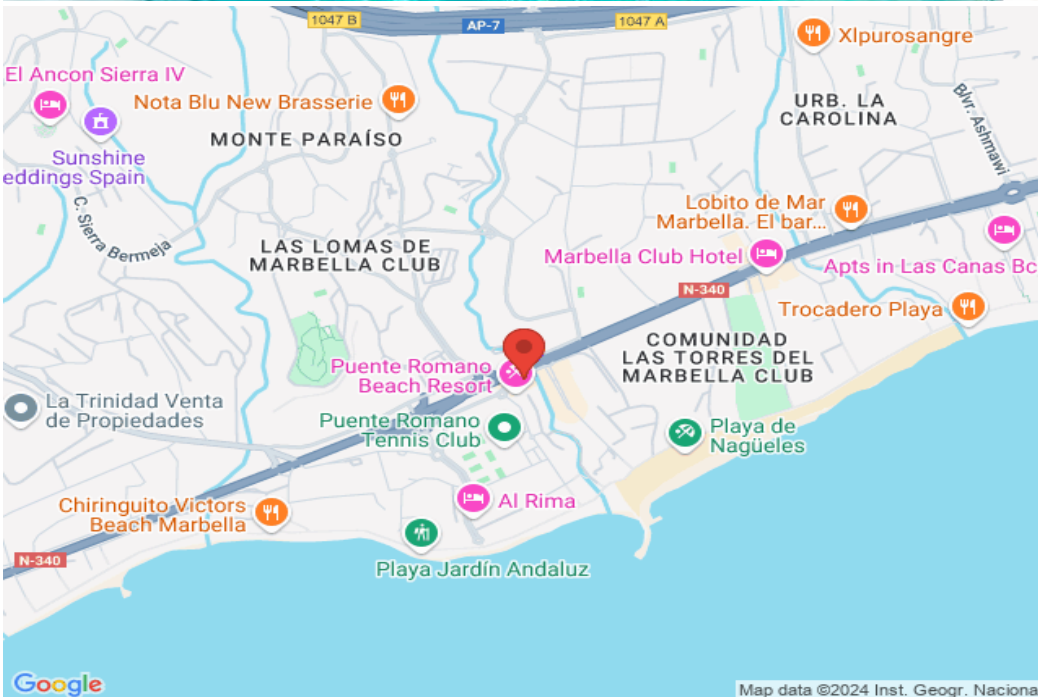 1047 B
AP-7
1047 A
Xlpurosangre
El Ancon Sierra IV
Nota Blu New Brasserie
URB. LA
CAROLINA
Blvr. Ashmawi
MONTE PARAÍSO
Sunshine
eddings Spain
C. Sierra Bermeja
Lobito de Mar
Marbella. El bar...
LAS LOMAS DE
MARBELLA CLUB
Marbella Club Hotel
Apts in Las Canas Bc
N-340
Trocadero Playa
COMUNIDAD
LAS TORRES DEL
MARBELLA CLUB
Puente Romano
Beach Resort
La Trinidad Venta
de Propiedades
Puente Romano
Tennis Club
Playa de
Nagüeles
Chiringuito Victors
Beach Marbella
Al Rima
N-340
Playa Jardín Andaluz
Google
Map data ©2024 Inst. Geogr. Naciona